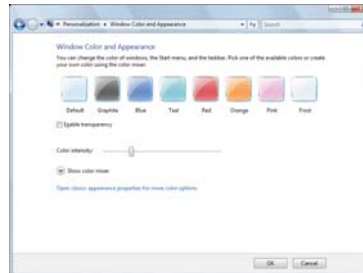 Personalization ▸ Window Color and Appearance
Search
Window Color and Appearance
You can change the color of windows, the Start menu, and the taskbar. Pick one of the available colors or create
your own color using the color mixer.
Default Graphite Blue Teal Red Orange Pink Frost
Enable transparency
Color intensity:
Show color mixer
Open classic appearance properties for more color options
OK Cancel